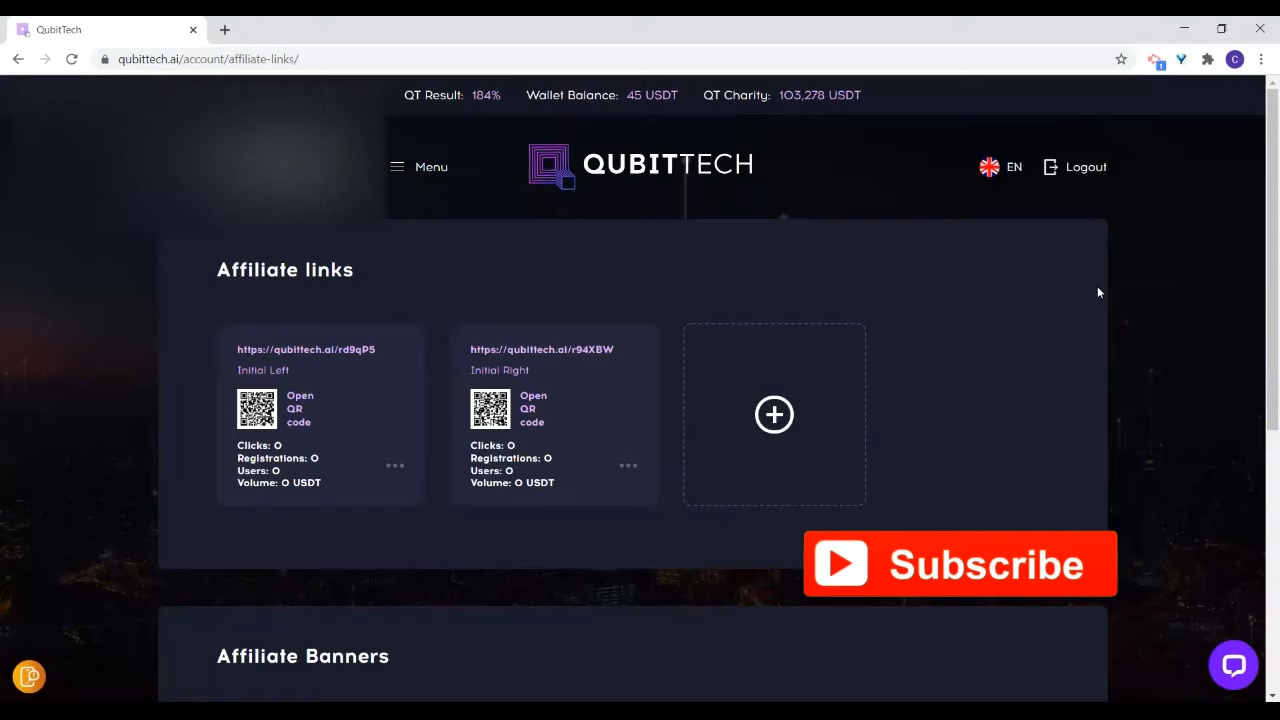 QubitTech
qubittech.ai/account/affiliate-links/
1
C
QT Result: 184% Wallet Balance: 45 USDT QT Charity: 103,278 USDT
Menu
QUBITTECH
EN
Logout
Affiliate links
https://qubittech.ai/rd9qP5
Initial Left
Open
QR
code
Clicks: 0
Registrations: 0
Users: 0
Volume: 0 USDT
https://qubittech.ai/r94XBW
Initial Right
Open
QR
code
Clicks: 0
Registrations: 0
Users: 0
Volume: 0 USDT
Subscribe
Affiliate Banners